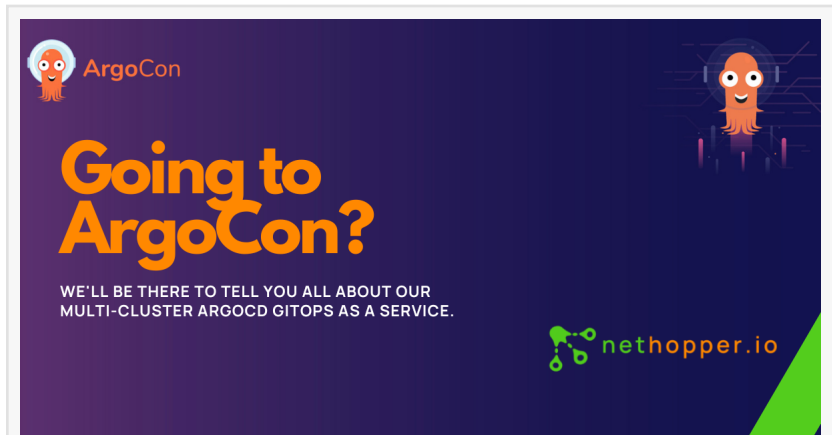 ArgoCon
Going to
ArgoCon?
WE'LL BE THERE TO TELL YOU ALL ABOUT OUR
MULTI-CLUSTER ARGOCD GITOPS AS A SERVICE.
nethopper.io